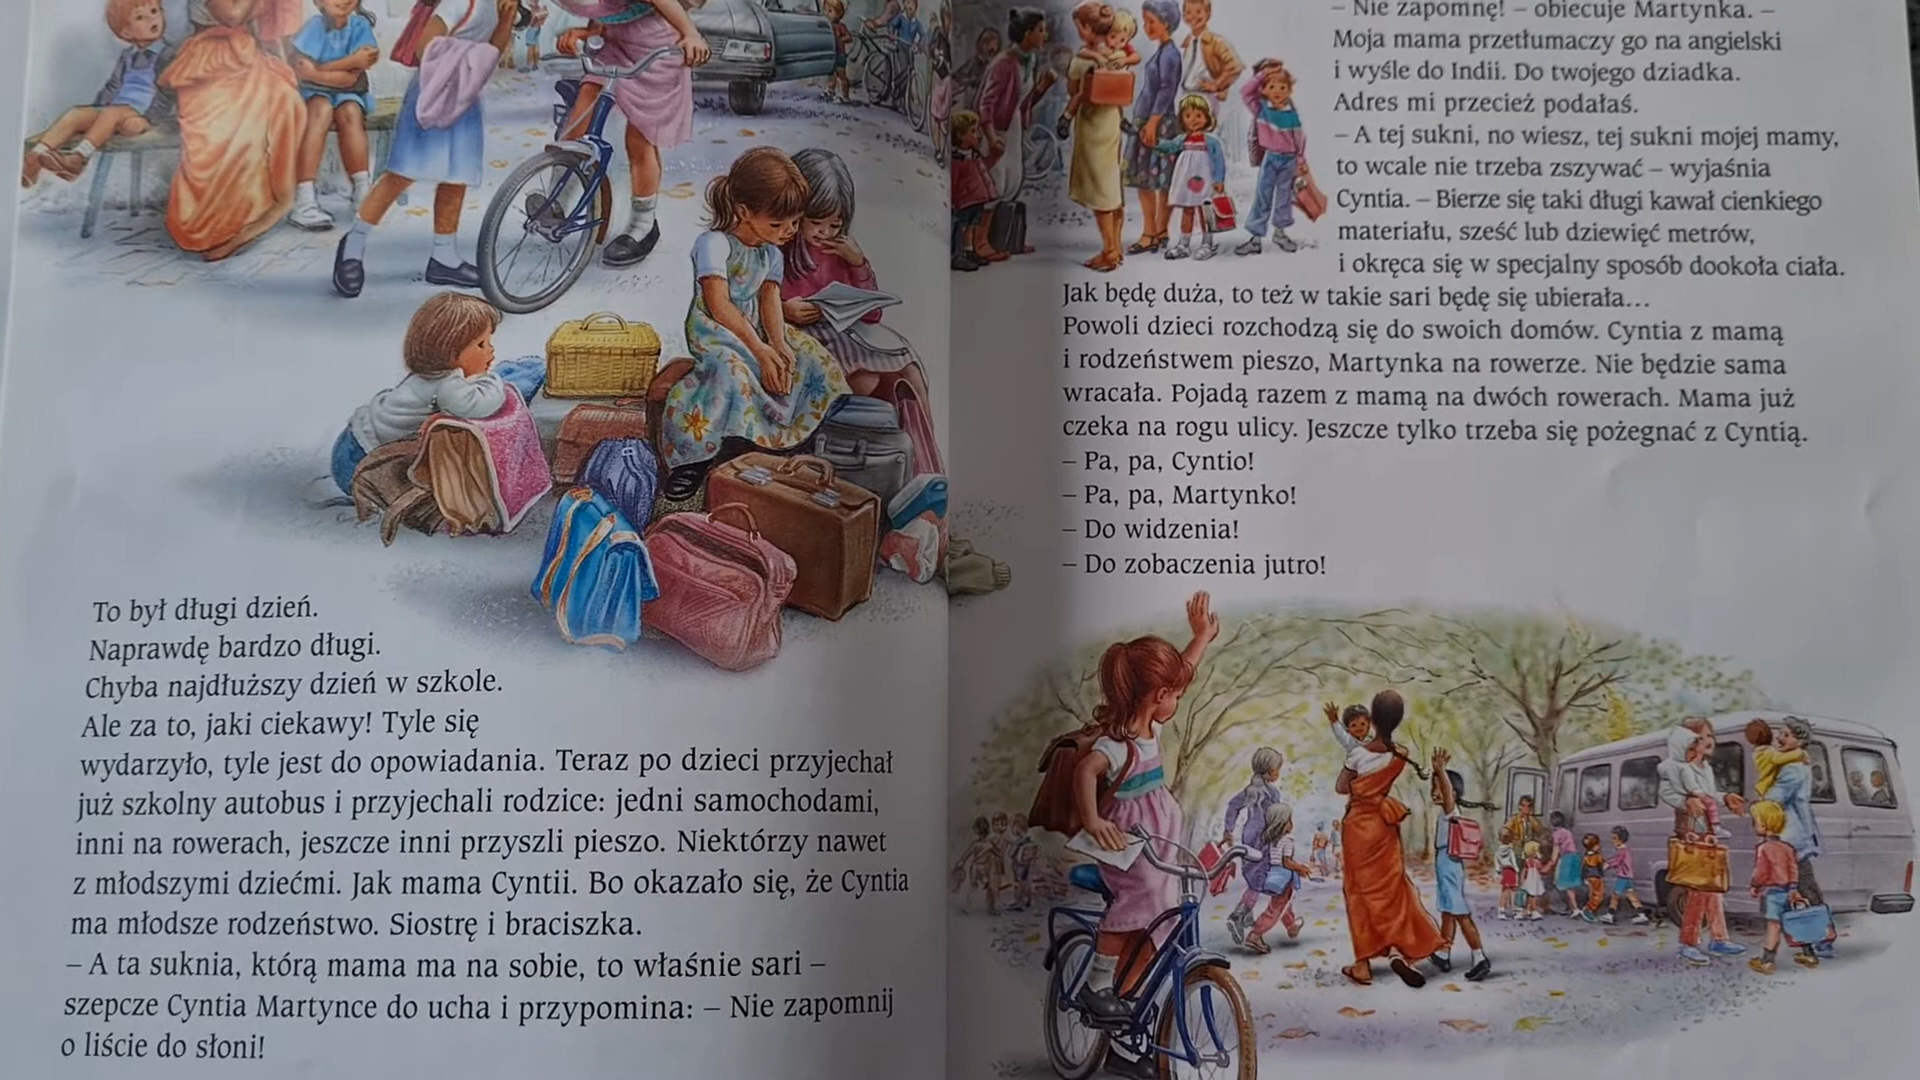 To był długi dzień.
Naprawdę bardzo długi.
Chyba najdłuższy dzień w szkole.
Ale za to, jaki ciekawy! Tyle się
wydarzyło, tyle jest do opowiadania. Teraz po dzieci przyjechał
już szkolny autobus i przyjechali rodzice: jedni samochodami,
inni na rowerach, jeszcze inni przyszli pieszo. Niektórzy nawet
z młodszymi dziećmi. Jak mama Cyntii. Bo okazało się, że Cyntia
ma młodsze rodzeństwo. Siostrę i braciszka.
– A ta suknia, którą mama ma na sobie, to właśnie sari –
szepcze Cyntia Martynce do ucha i przypomina: – Nie zapomnij
o liście do słoni!
– Nie zapomnę! – obiecuje Martynka. –
Moja mama przetłumaczy go na angielski
i wyśle do Indii. Do twojego dziadka.
Adres mi przecież podałaś.
– A tej sukni, no wiesz, tej sukni mojej mamy,
to wcale nie trzeba zszywać – wyjaśnia
Cyntia. – Bierze się taki długi kawał cienkiego
materiału, sześć lub dziewięć metrów,
i okręca się w specjalny sposób dookoła ciała.
Jak będę duża, to też w takie sari będę się ubierała...
Powoli dzieci rozchodzą się do swoich domów. Cyntia z mamą
i rodzeństwem pieszo, Martynka na rowerze. Nie będzie sama
wracała. Pojadą razem z mamą na dwóch rowerach. Mama już
czeka na rogu ulicy. Jeszcze tylko trzeba się pożegnać z Cyntią.
– Pa, pa, Cyntio!
– Pa, pa, Martynko!
– Do widzenia!
– Do zobaczenia jutro!